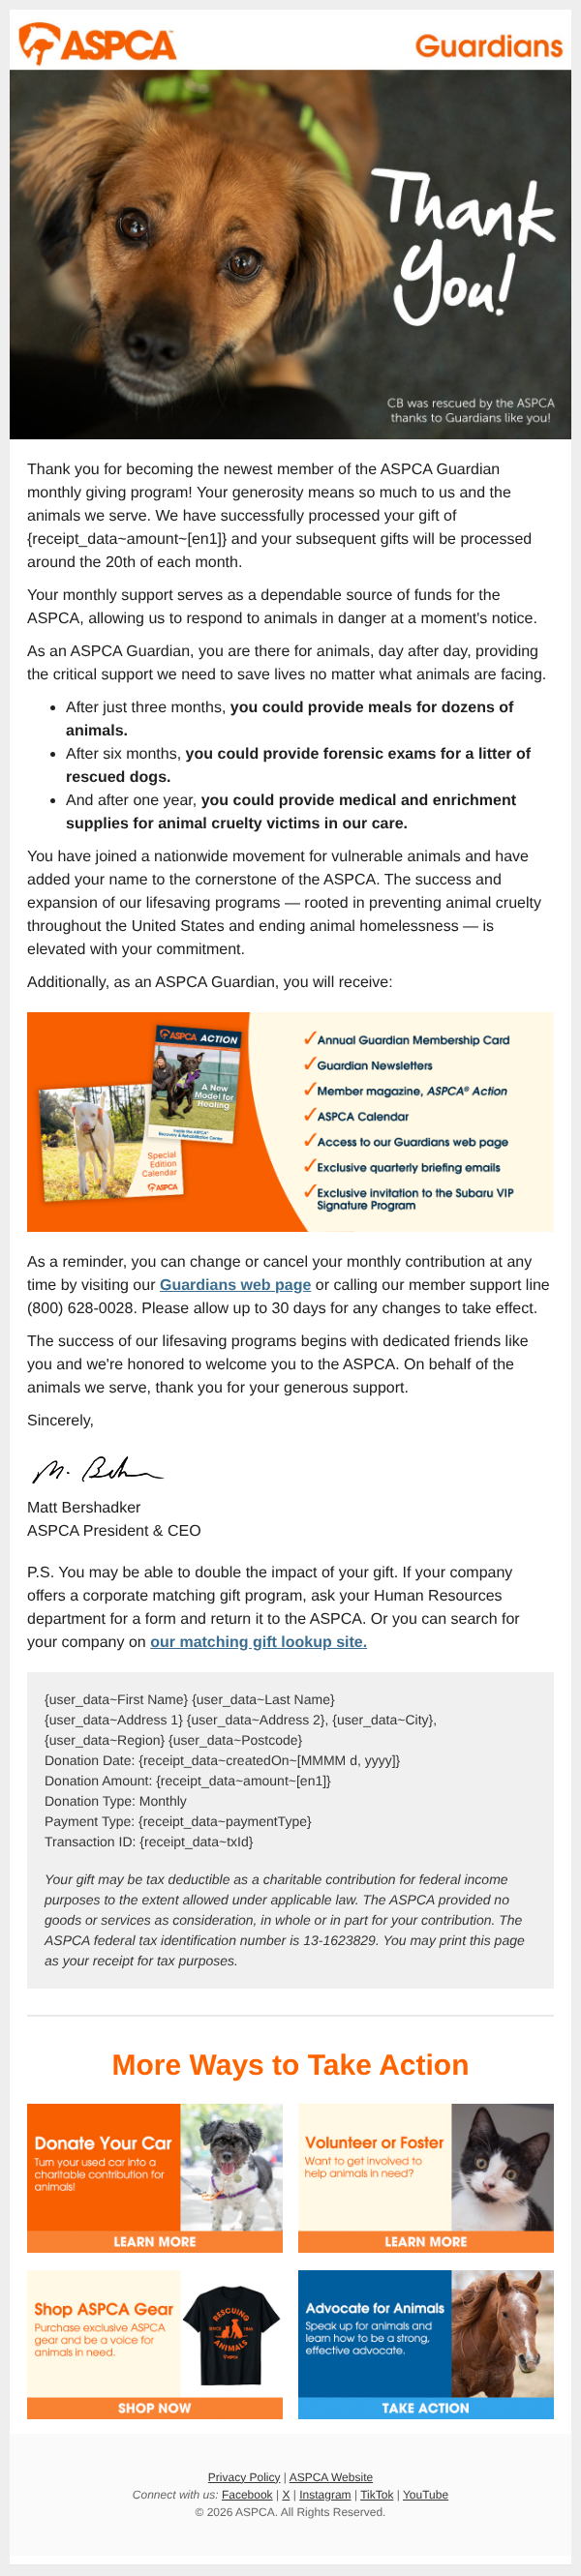 ASPCA
Guardians
Thank
You!
CB was rescued by the ASPCA
thanks to Guardians like you!
Thank you for becoming the newest member of the ASPCA Guardian
monthly giving program! Your generosity means so much to us and the
animals we serve. We have successfully processed your gift of
{receipt_data~amount~[en1]} and your subsequent gifts will be processed
around the 20th of each month.
Your monthly support serves as a dependable source of funds for the
ASPCA, allowing us to respond to animals in danger at a moment's notice.
As an ASPCA Guardian, you are there for animals, day after day, providing
the critical support we need to save lives no matter what animals are facing.
• After just three months, you could provide meals for dozens of
animals.
• After six months, you could provide forensic exams for a litter of
rescued dogs.
• And after one year, you could provide medical and enrichment
supplies for animal cruelty victims in our care.
You have joined a nationwide movement for vulnerable animals and have
added your name to the cornerstone of the ASPCA. The success and
expansion of our lifesaving programs — rooted in preventing animal cruelty
throughout the United States and ending animal homelessness — is
elevated with your commitment.
Additionally, as an ASPCA Guardian, you will receive:
ASPCA ACTION
A New
Model for
Healing
Inside the ASPCA
Recovery & Rehabilitation Center
Special
Edition
Calendar
ASPCA
✓Annual Guardian Membership Card
✓Guardian Newsletters
✓Member magazine, ASPCA® Action
✓ASPCA Calendar
✓Access to our Guardians web page
✓Exclusive quarterly briefing emails
✓Exclusive invitation to the Subaru VIP
Signature Program
As a reminder, you can change or cancel your monthly contribution at any
time by visiting our Guardians web page or calling our member support line
(800) 628-0028. Please allow up to 30 days for any changes to take effect.
The success of our lifesaving programs begins with dedicated friends like
you and we're honored to welcome you to the ASPCA. On behalf of the
animals we serve, thank you for your generous support.
Sincerely,
Matt Bershadker
ASPCA President & CEO
P.S. You may be able to double the impact of your gift. If your company
offers a corporate matching gift program, ask your Human Resources
department for a form and return it to the ASPCA. Or you can search for
your company on our matching gift lookup site.
{user_data~First Name} {user_data~Last Name}
{user_data~Address 1} {user_data~Address 2}, {user_data~City},
{user_data~Region} {user_data~Postcode}
Donation Date: {receipt_data~createdOn~[MMMM d, yyyy]}
Donation Amount: {receipt_data~amount~[en1]}
Donation Type: Monthly
Payment Type: {receipt_data~paymentType}
Transaction ID: {receipt_data~txId}
Your gift may be tax deductible as a charitable contribution for federal income
purposes to the extent allowed under applicable law. The ASPCA provided no
goods or services as consideration, in whole or in part for your contribution. The
ASPCA federal tax identification number is 13-1623829. You may print this page
as your receipt for tax purposes.
More Ways to Take Action
Donate Your Car
Turn your used car into a
charitable contribution for
animals!
LEARN MORE
Volunteer or Foster
Want to get involved to
help animals in need?
LEARN MORE
Shop ASPCA Gear
Purchase exclusive ASPCA
gear and be a voice for
animals in need.
RESCUING
SINCE 1866
ANIMALS
ASPCA
SHOP NOW
Advocate for Animals
Speak up for animals and
learn how to be a strong,
effective advocate.
TAKE ACTION
Privacy Policy | ASPCA Website
Connect with us: Facebook | X | Instagram | TikTok | YouTube
© 2026 ASPCA. All Rights Reserved.